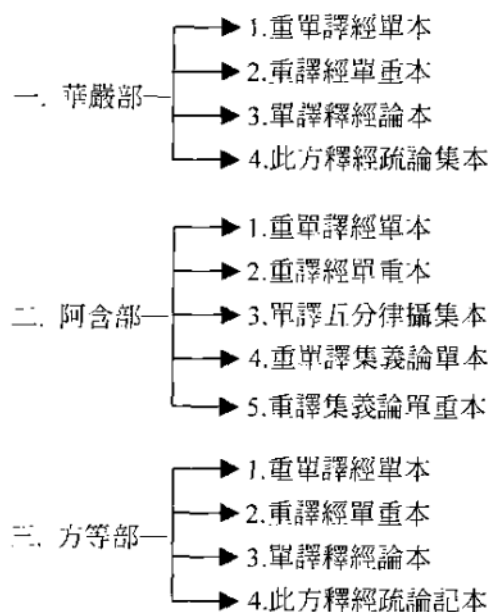 一. 華嚴部
1.重單譯經單本
2.重譯經單重本
3.單譯釋經論本
4.此方釋經疏論集本
二. 阿含部
1.重單譯經單本
2.重譯經單重本
3.單譯五分律攝集本
4.重單譯集義論單本
5.重譯集義論單重本
三. 方等部
1.重單譯經單本
2.重譯經單重本
3.單譯釋經論本
4.此方釋經疏論記本